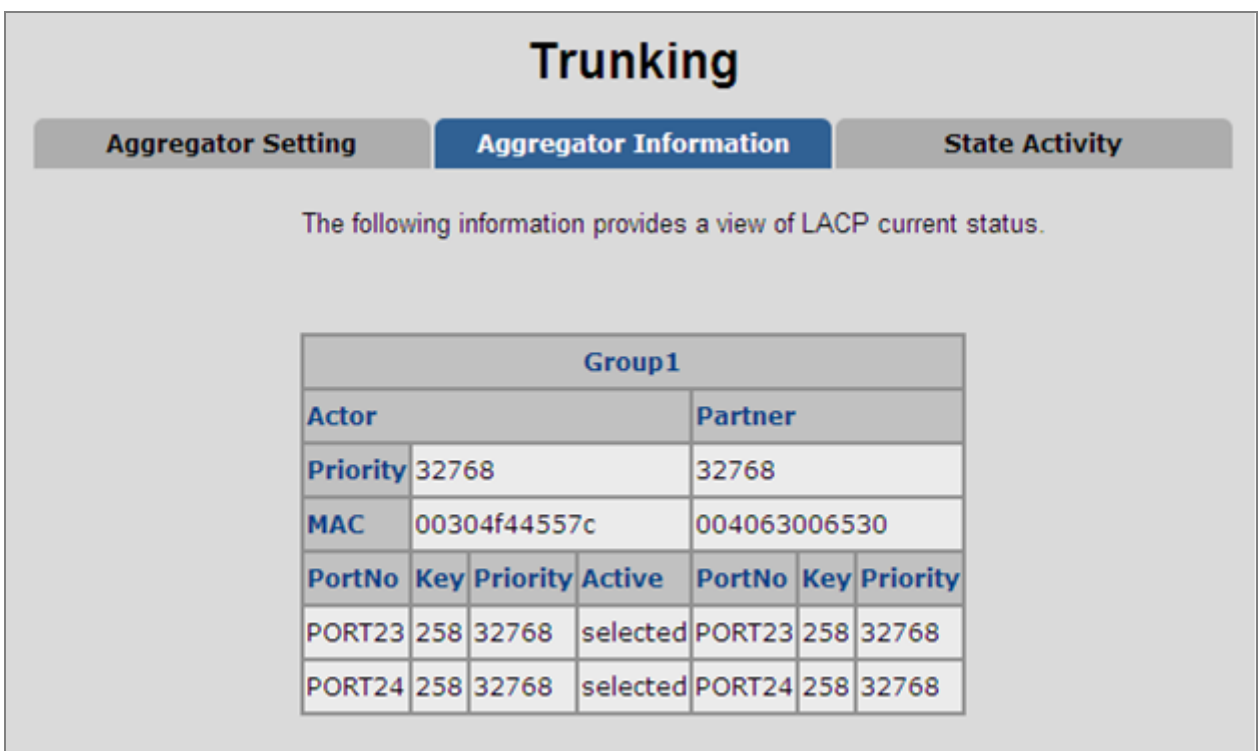 Trunking
Aggregator Setting Aggregator Information State Activity
The following information provides a view of LACP current status.
Group1
Actor Partner
Priority 32768 32768
MAC 00304f44557c 004063006530
PortNo Key Priority Active PortNo Key Priority
PORT23 258 32768 selected PORT23 258 32768
PORT24 258 32768 selected PORT24 258 32768